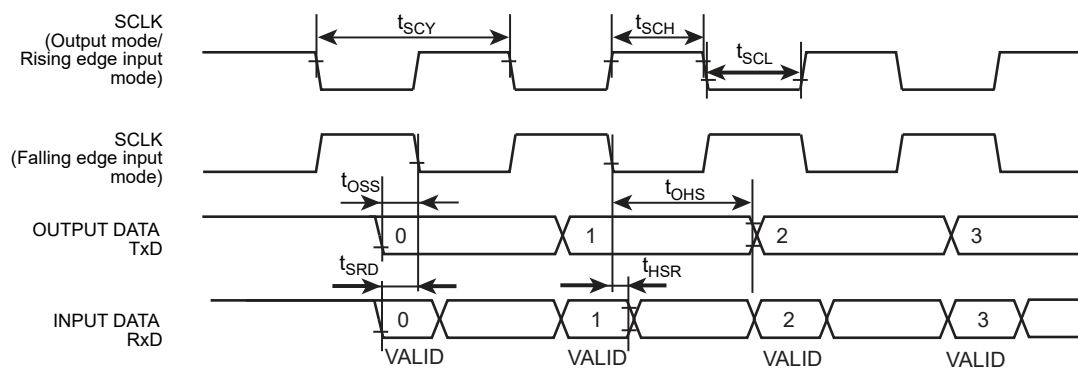 SCLK
(Output mode/
Rising edge input
mode)
tSCY
tSCH
tSCL
SCLK
(Falling edge input
mode)
tOSS
tOHS
OUTPUT DATA
TxD
0
1
2
3
tSRD
tHSR
INPUT DATA
RxD
0
1
2
3
VALID
VALID
VALID
VALID